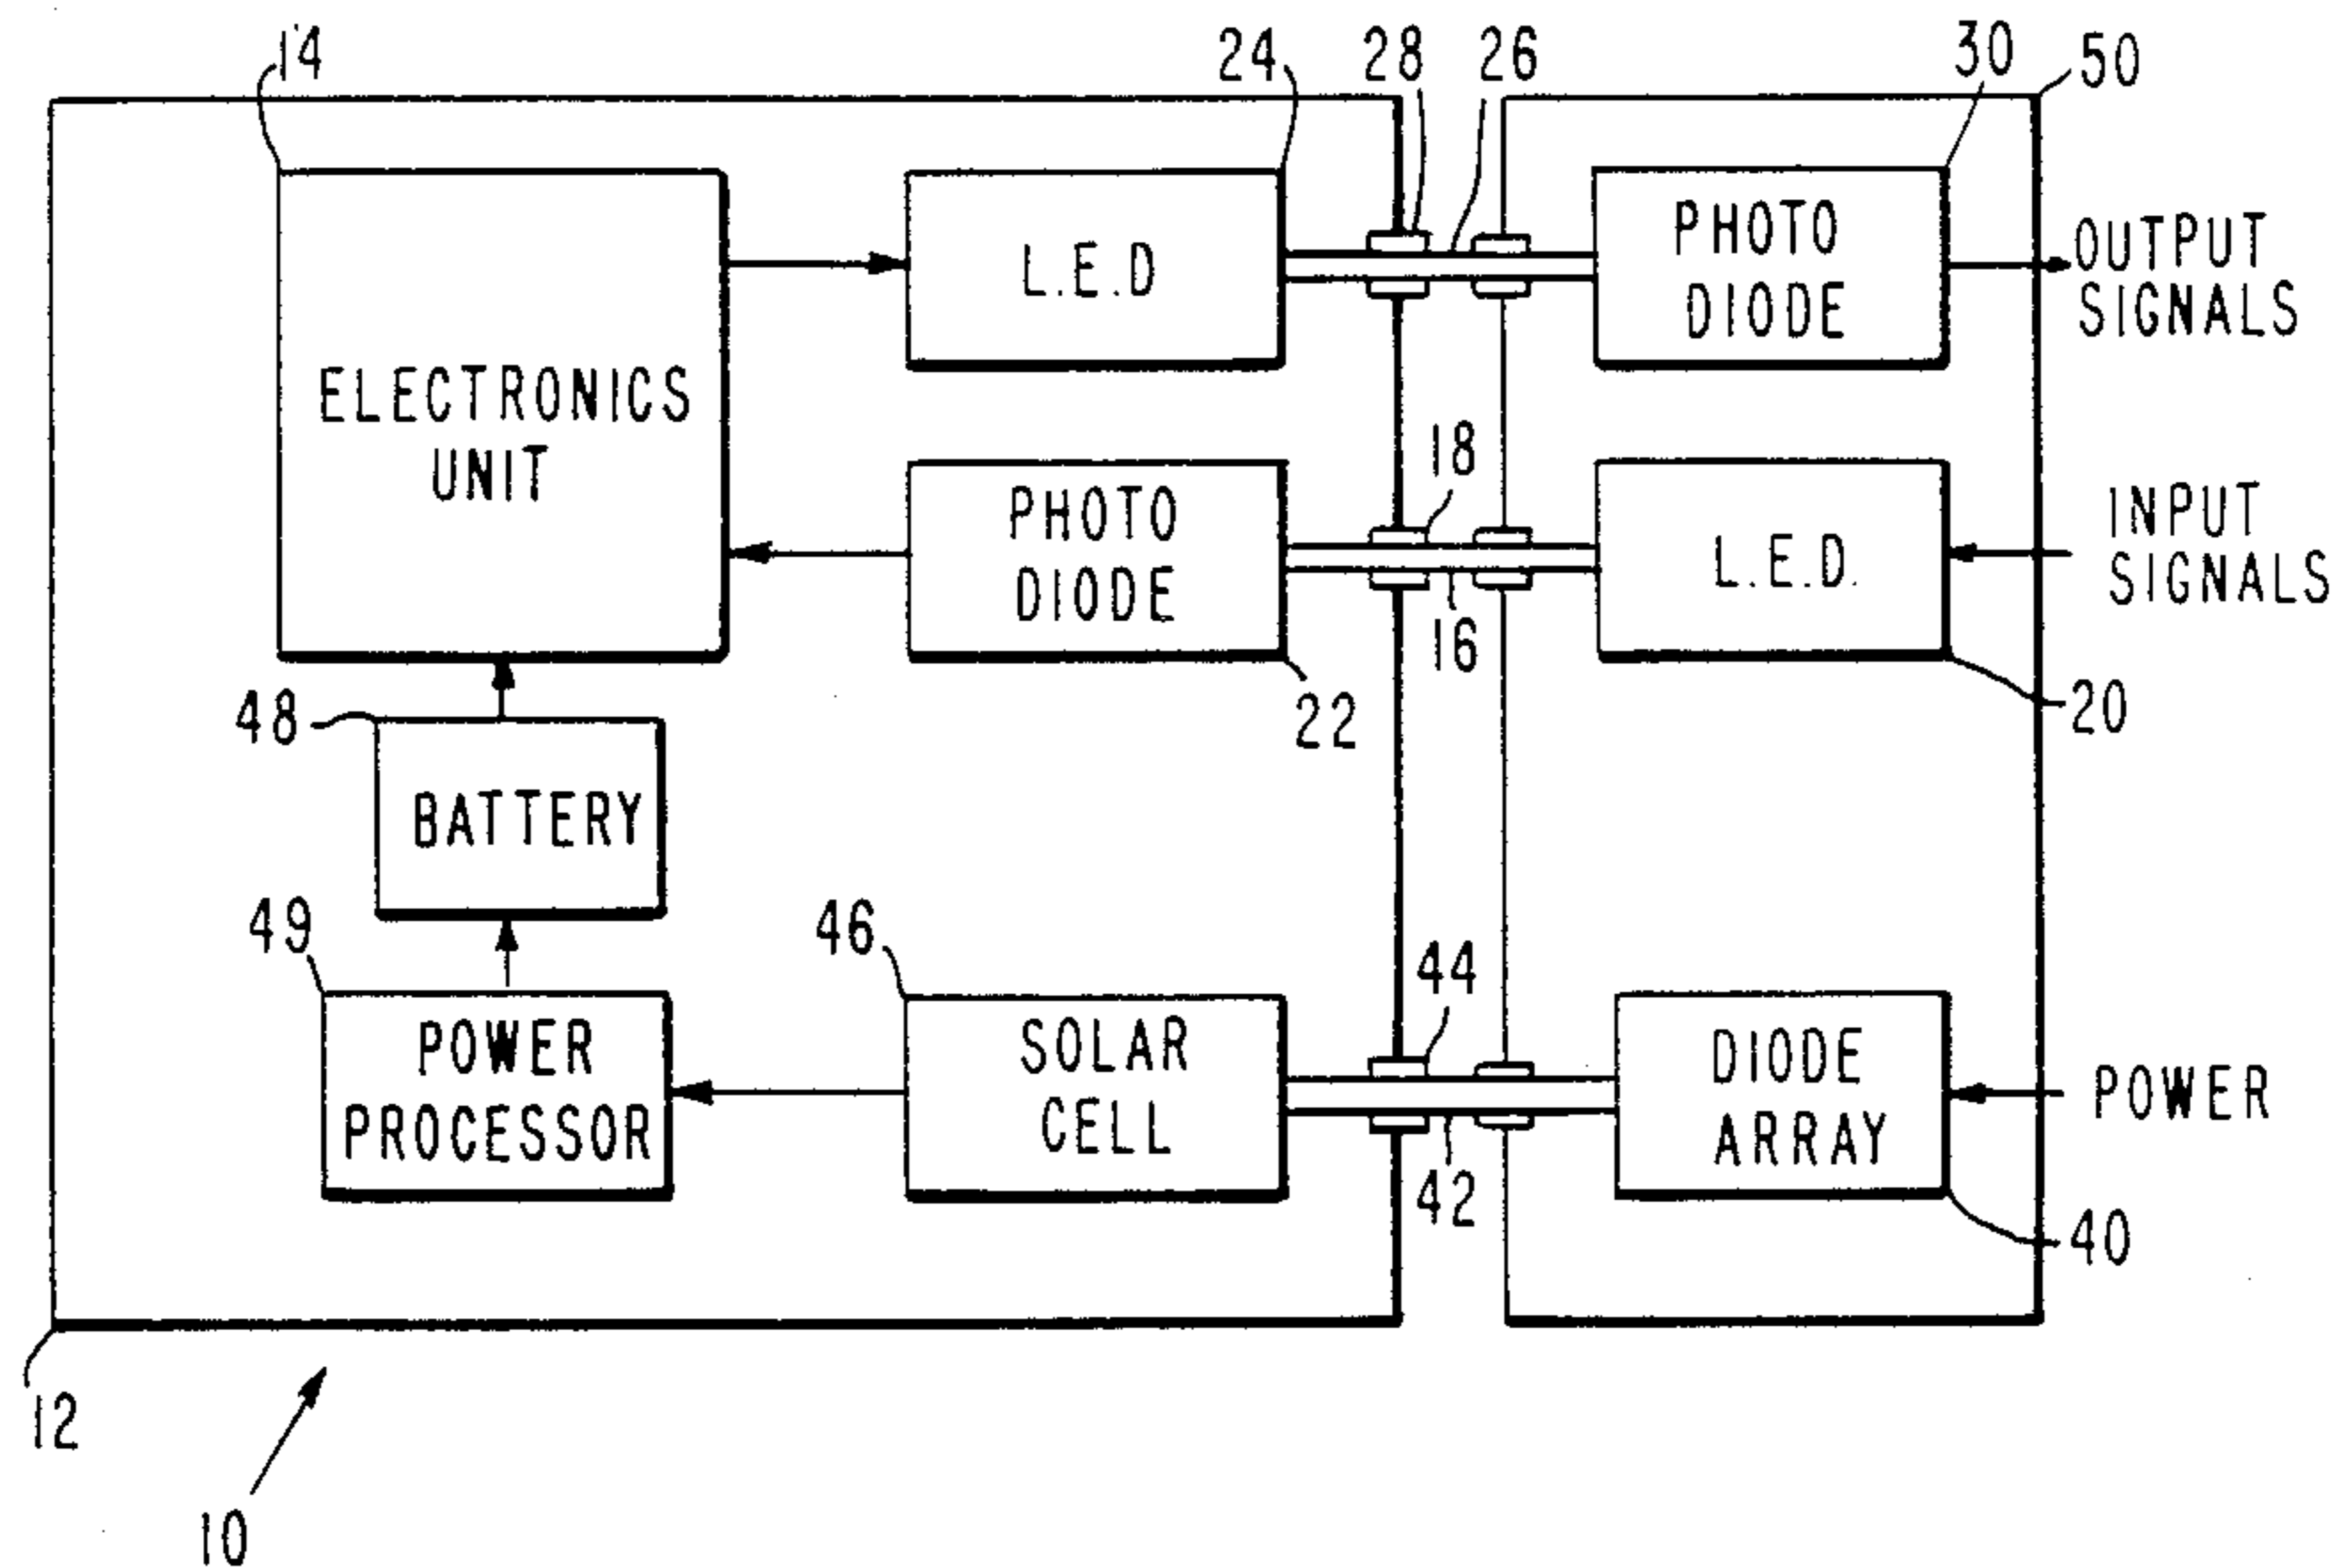 14
24
28
26
30
50
L.E.D
PHOTO
DIODE
OUTPUT
SIGNALS
ELECTRONICS
UNIT
PHOTO
DIODE
18
16
L.E.D.
INPUT
SIGNALS
22
20
48
BATTERY
49
POWER
PROCESSOR
46
SOLAR
CELL
44
42
DIODE
ARRAY
POWER
40
12
10